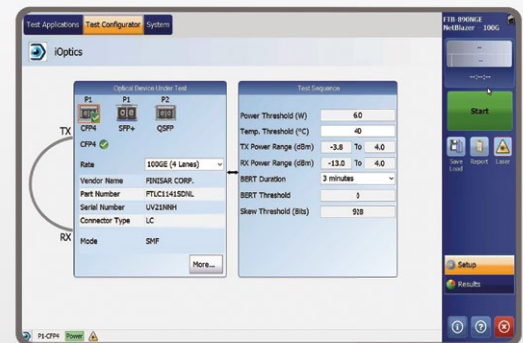 Test Applications Test Configurator System
FTB-890NGE
NetBlazer 100G
iOptics
--
--
--:--:--
Start
Save
Load
Report
Laser
Setup
Results
Optical Device Under Test
P1 P1 P2
TX CFP4 SFP+ QSFP
CFP4
Rate 100GE (4 Lanes)
Vendor Name FINISAR CORP.
Part Number FTLC1141SDNL
Serial Number UV21NNH
Connector Type LC
RX
Mode SMF
More...
Test Sequence
Power Threshold (W) 6.0
Temp. Threshold (°C) 40
TX Power Range (dBm) -3.8 To 4.0
RX Power Range (dBm) -13.0 To 4.0
BERT Duration 3 minutes
BERT Threshold 0
Skew Threshold (Bits) 928
P1-CFP4 Power